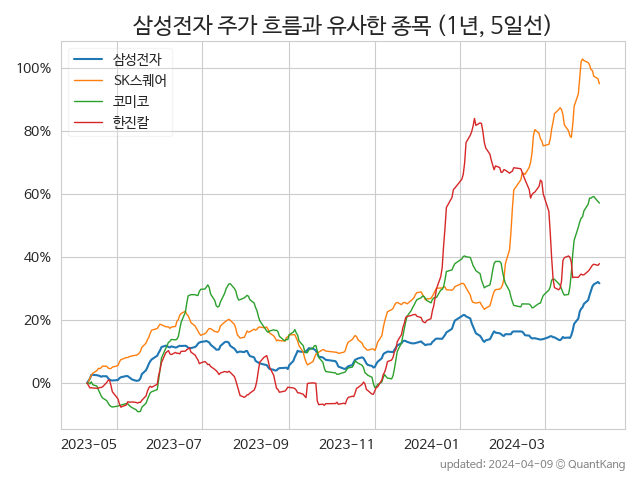 삼성전자 주가 흐름과 유사한 종목 (1년, 5일선)
삼성전자
SK스퀘어
코미코
한진칼
100%
80%
60%
40%
20%
0%
2023-05
2023-07
2023-09
2023-11
2024-01
2024-03
updated: 2024-04-09 © QuantKang